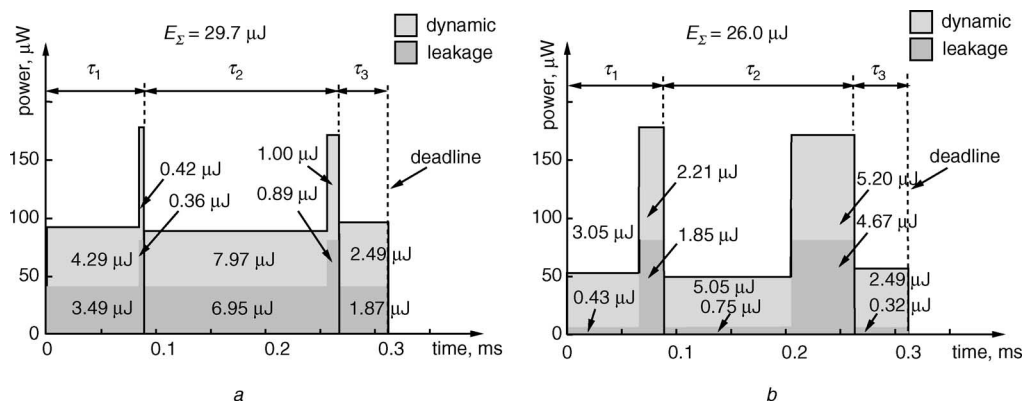 E_Σ = 29.7 μJ
dynamic
leakage
power, μW
τ1
τ2
τ3
150
100
50
0
0.42 μJ
0.36 μJ
1.00 μJ
0.89 μJ
deadline
4.29 μJ
7.97 μJ
2.49 μJ
3.49 μJ
6.95 μJ
1.87 μJ
0
0.1
0.2
0.3
time, ms
a
E_Σ = 26.0 μJ
dynamic
leakage
power, μW
τ1
τ2
τ3
150
100
50
0
2.21 μJ
1.85 μJ
5.20 μJ
4.67 μJ
deadline
3.05 μJ
0.43 μJ
5.05 μJ
0.75 μJ
2.49 μJ
0.32 μJ
0
0.1
0.2
0.3
time, ms
b